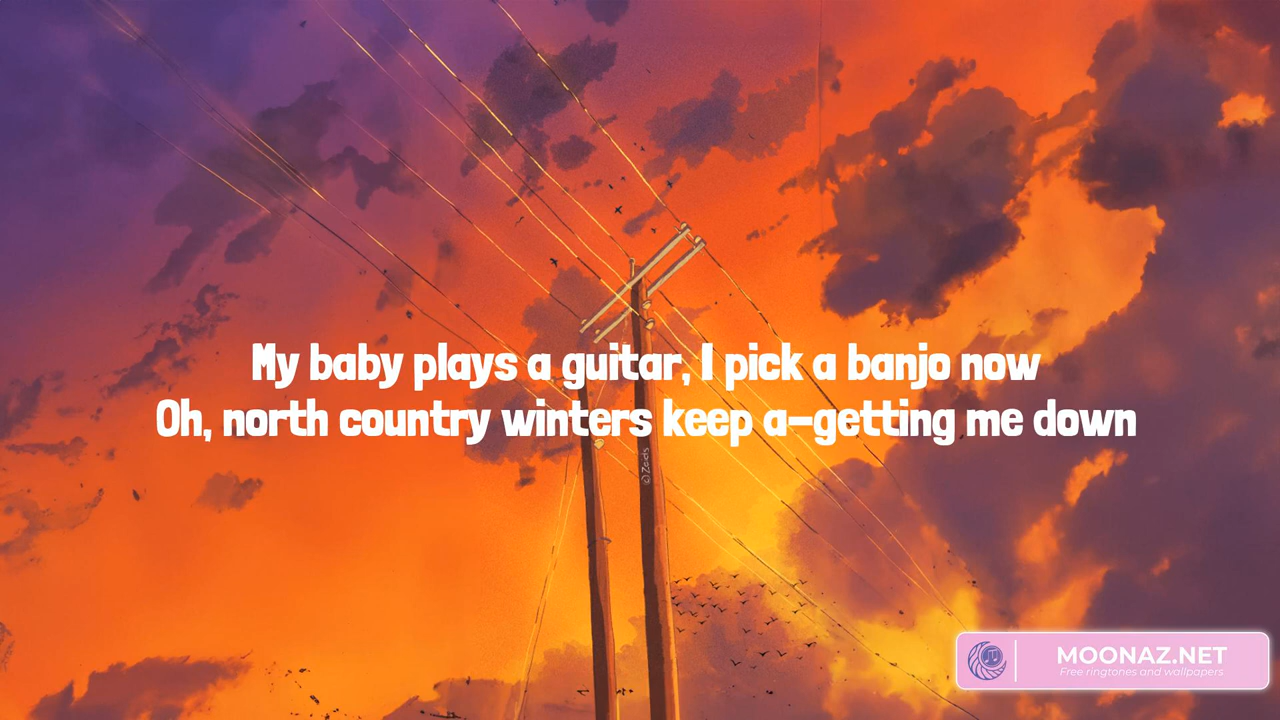 My baby plays a guitar, I pick a banjo now
Oh, north country winters keep a-getting me down
© Zaids
MOONAZ.NET
Free ringtones and wallpapers